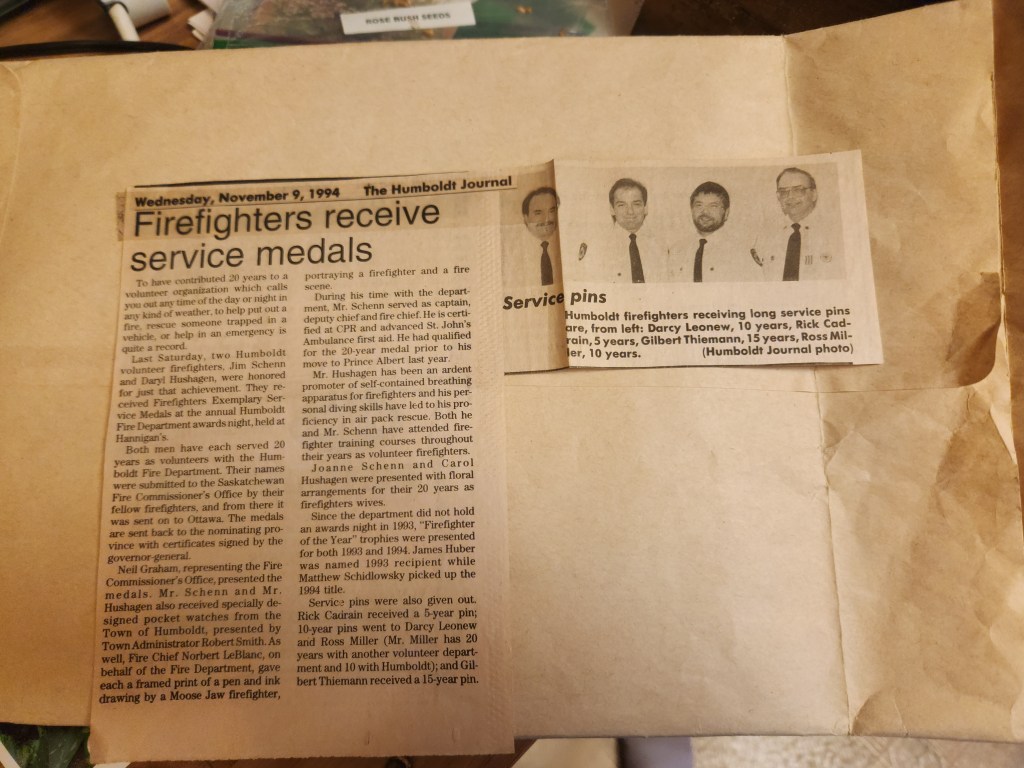 ROSE BUSH SEEDS
Wednesday, November 9, 1994 The Humboldt Journal
Firefighters receive
service medals
To have contributed 20 years to a
volunteer organization which calls
you out any time of the day or night in
any kind of weather, to help put out a
fire, rescue someone trapped in a
vehicle, or help in an emergency is
quite a record.
Last Saturday, two Humboldt
volunteer firefighters, Jim Schenn
and Daryl Hushagen, were honored
for just that achievement. They re-
ceived Firefighters Exemplary Ser-
vice Medals at the annual Humboldt
Fire Department awards night, held at
Hannigan's.
Both men have each served 20
years as volunteers with the Hum-
boldt Fire Department. Their names
were submitted to the Saskatchewan
Fire Commissioner's Office by their
fellow firefighters, and from there it
was sent on to Ottawa. The medals
are sent back to the nominating pro-
vince with certificates signed by the
governor-general.
Neil Graham, representing the Fire
Commissioner's Office, presented the
medals. Mr. Schenn and Mr.
Hushagen also received specially de-
signed pocket watches from the
Town of Humboldt, presented by
Town Administrator Robert Smith. As
well, Fire Chief Norbert LeBlanc, on
behalf of the Fire Department, gave
each a framed print of a pen and ink
drawing by a Moose Jaw firefighter,
portraying a firefighter and a fire
scene.
During his time with the depart-
ment, Mr. Schenn served as captain,
deputy chief and fire chief. He is certi-
fied at CPR and advanced St. John's
Ambulance first aid. He had qualified
for the 20-year medal prior to his
move to Prince Albert last year.
Mr. Hushagen has been an ardent
promoter of self-contained breathing
apparatus for firefighters and his per-
sonal diving skills have led to his pro-
ficiency in air pack rescue. Both he
and Mr. Schenn have attended fire-
fighter training courses throughout
their years as volunteer firefighters.
Joanne Schenn and Carol
Hushagen were presented with floral
arrangements for their 20 years as
firefighters wives.
Since the department did not hold
an awards night in 1993, "Firefighter
of the Year" trophies were presented
for both 1993 and 1994. James Huber
was named 1993 recipient while
Matthew Schidlowsky picked up the
1994 title.
Service pins were also given out.
Rick Cadrain received a 5-year pin;
10-year pins went to Darcy Leonew
and Ross Miller (Mr. Miller has 20
years with another volunteer depart-
ment and 10 with Humboldt); and Gil-
bert Thiemann received a 15-year pin.
Service pins
Humboldt firefighters receiving long service pins
are, from left: Darcy Leonew, 10 years, Rick Cad-
rain, 5 years, Gilbert Thiemann, 15 years, Ross Mil-
ler, 10 years. (Humboldt Journal photo)